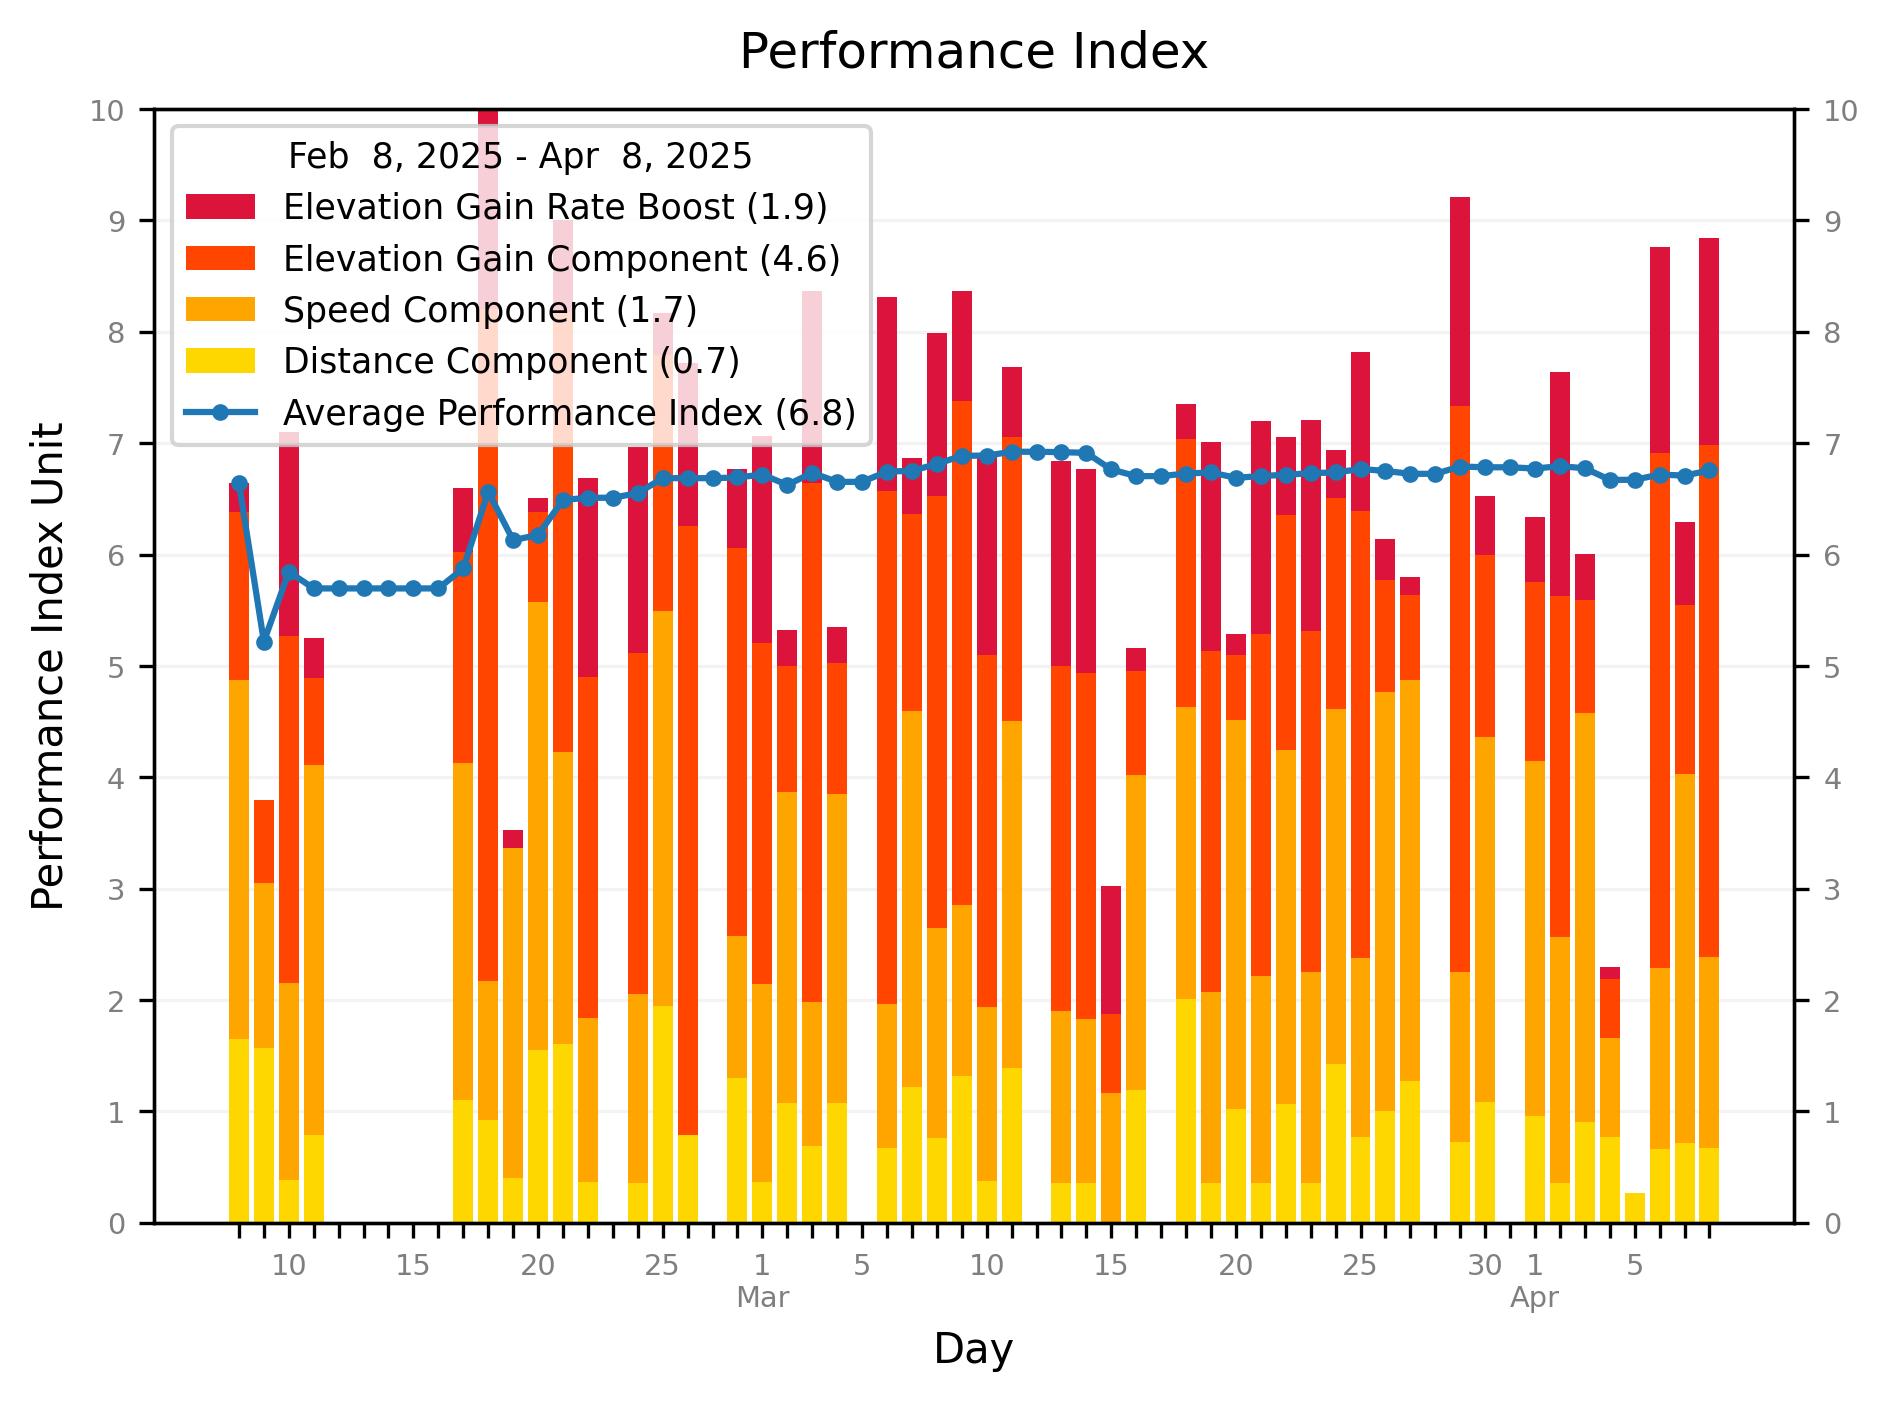 Performance Index
Performance Index Unit
10
9
8
7
6
5
4
3
2
1
0
Feb  8, 2025 - Apr  8, 2025
Elevation Gain Rate Boost (1.9)
Elevation Gain Component (4.6)
Speed Component (1.7)
Distance Component (0.7)
Average Performance Index (6.8)
10
9
8
7
6
5
4
3
2
1
0
10 15 20 25 1 5 10 15 20 25 30 1 5
Mar Apr
Day